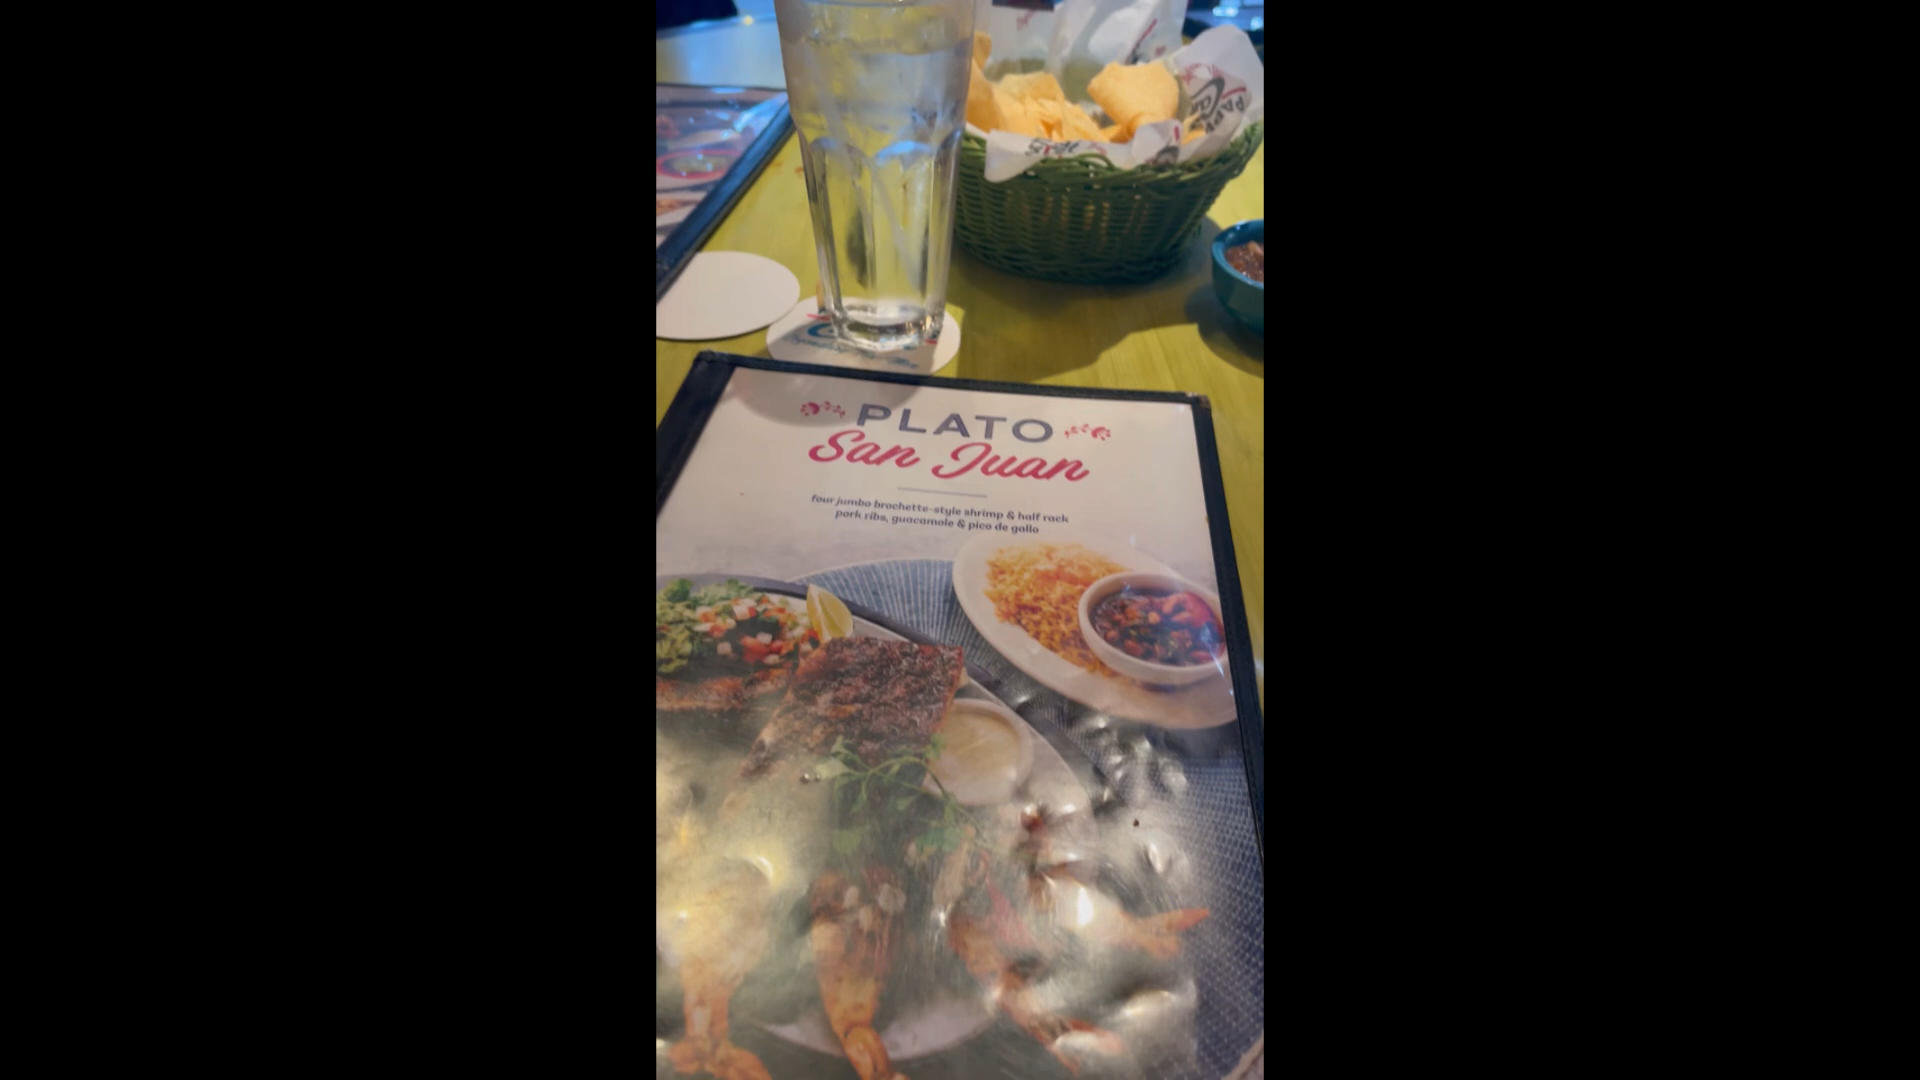 PLATO
San Juan
four jumbo brochette-style shrimp & half rack
pork ribs, guacamole & pico de gallo